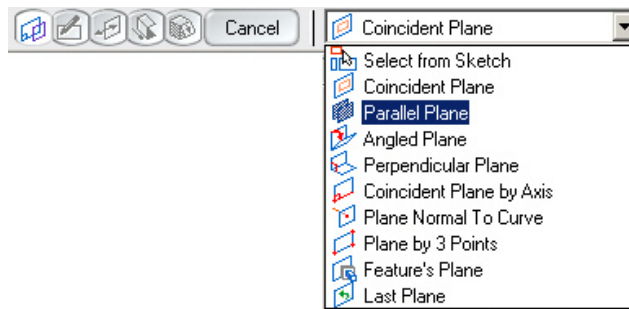 Cancel
Coincident Plane
Select from Sketch
Coincident Plane
Parallel Plane
Angled Plane
Perpendicular Plane
Coincident Plane by Axis
Plane Normal To Curve
Plane by 3 Points
Feature's Plane
Last Plane